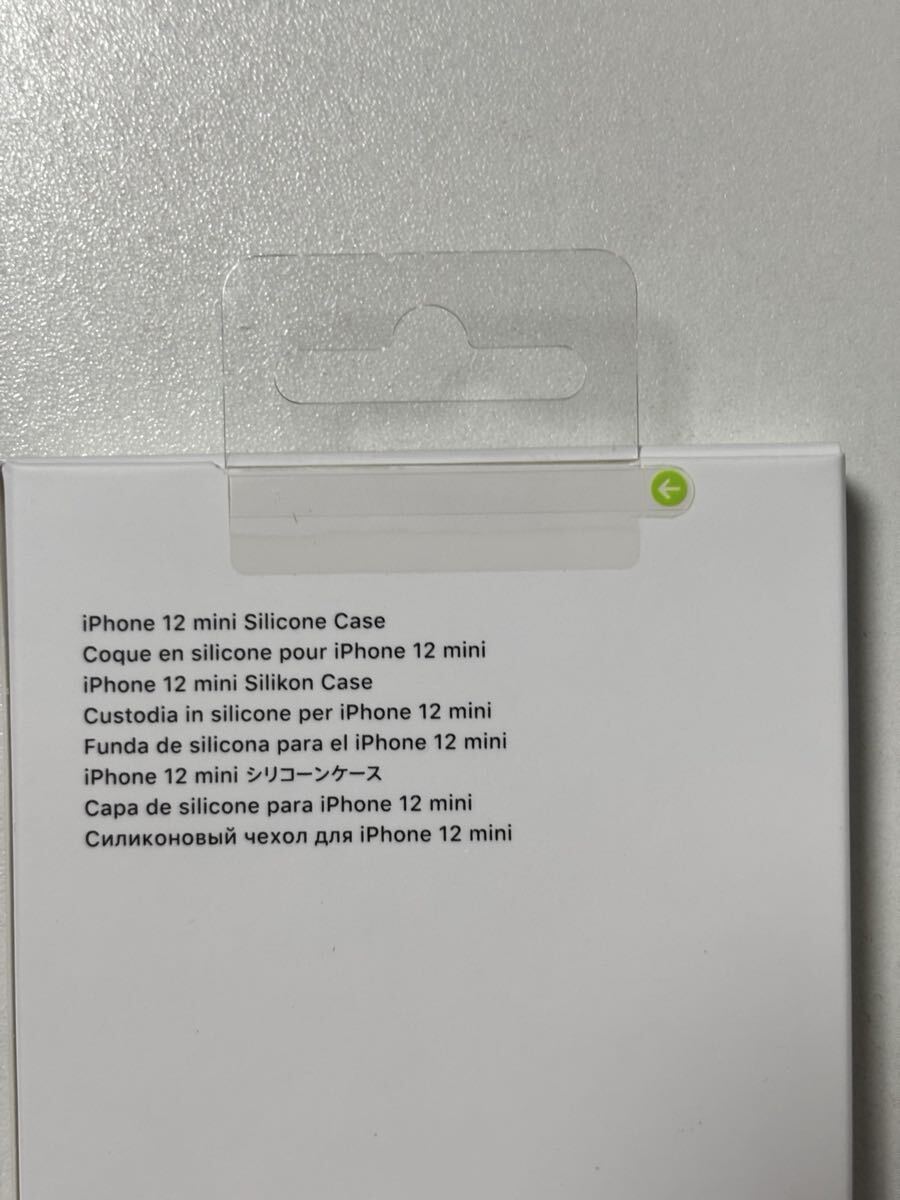 iPhone 12 mini Silicone Case
Coque en silicone pour iPhone 12 mini
iPhone 12 mini Silikon Case
Custodia in silicone per iPhone 12 mini
Funda de silicona para el iPhone 12 mini
iPhone 12 mini シリコーンケース
Capa de silicone para iPhone 12 mini
Силиконовый чехол для iPhone 12 mini